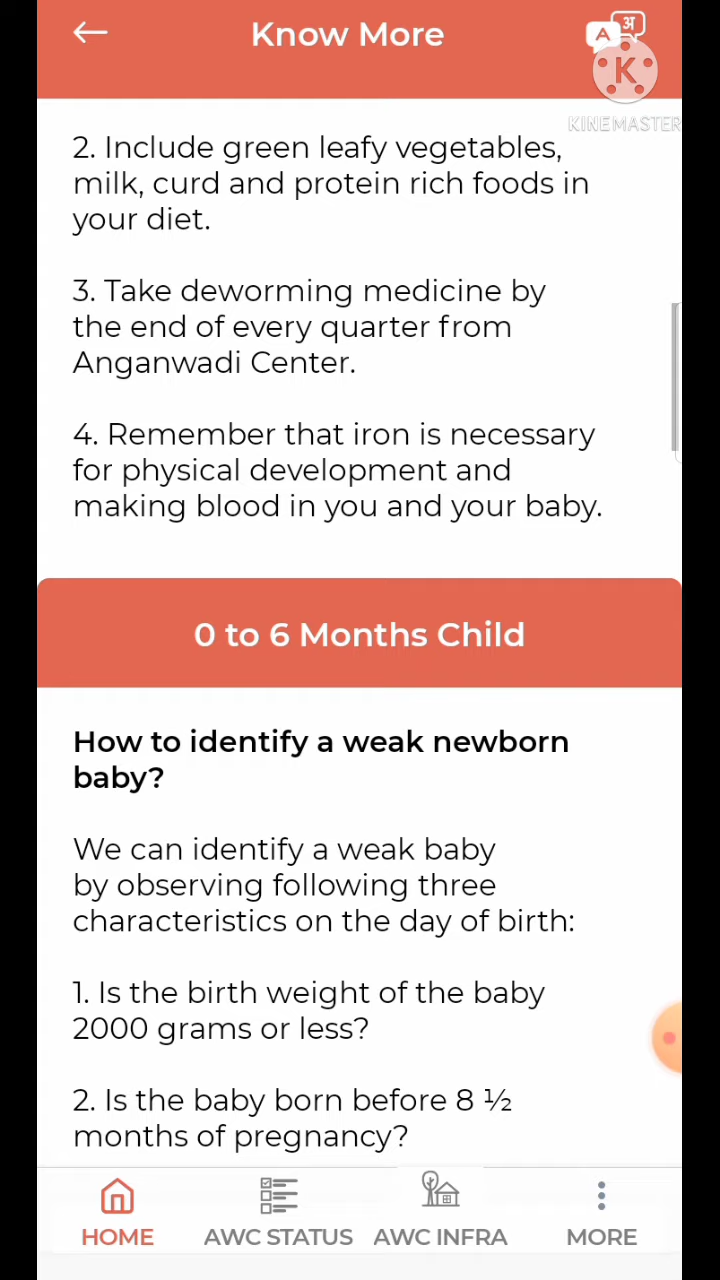 Know More
A अ
K
KINEMASTER
2. Include green leafy vegetables,
milk, curd and protein rich foods in
your diet.
3. Take deworming medicine by
the end of every quarter from
Anganwadi Center.
4. Remember that iron is necessary
for physical development and
making blood in you and your baby.
0 to 6 Months Child
How to identify a weak newborn
baby?
We can identify a weak baby
by observing following three
characteristics on the day of birth:
1. Is the birth weight of the baby
2000 grams or less?
2. Is the baby born before 8 ½
months of pregnancy?
HOME AWC STATUS AWC INFRA MORE